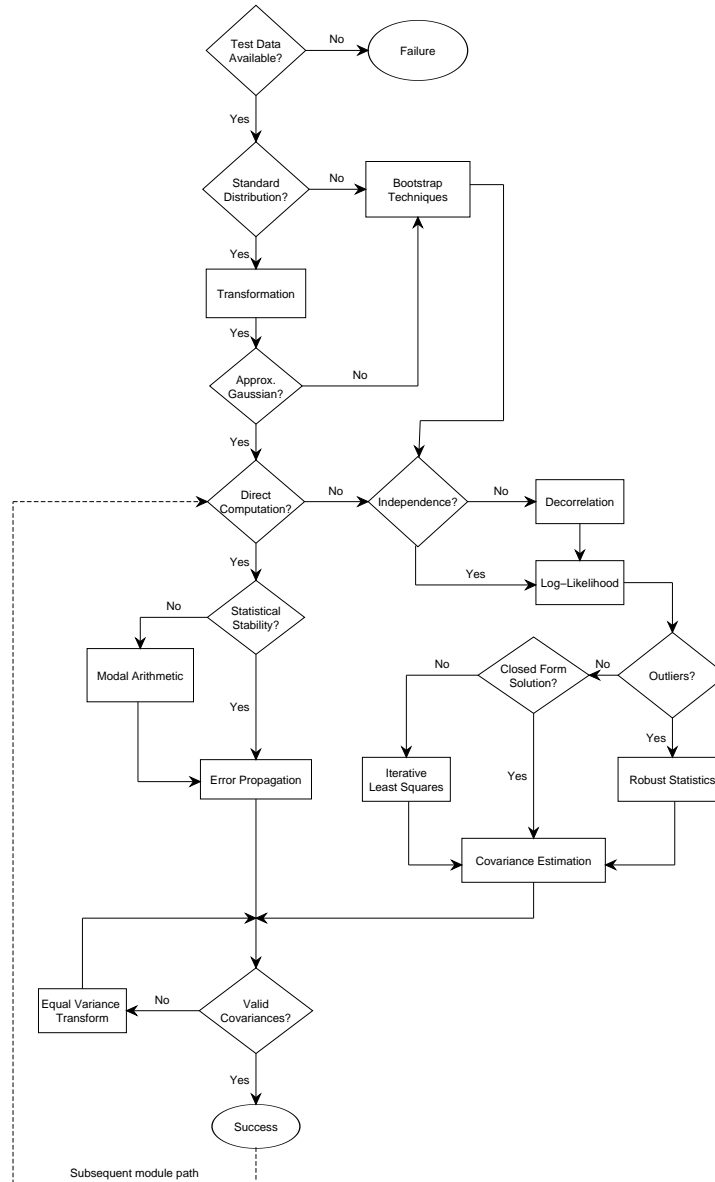 Test Data
Available?
No
Failure
Yes
Standard
Distribution?
No
Bootstrap
Techniques
Yes
Transformation
Yes
Approx.
Gaussian?
No
Yes
Direct
Computation?
No
Independence?
No
Decorrelation
Yes
Yes
Log–Likelihood
No
Statistical
Stability?
Modal Arithmetic
No
Closed Form
Solution?
No
Outliers?
Yes
Yes
Yes
Error Propagation
Iterative
Least Squares
Robust Statistics
Covariance Estimation
Equal Variance
Transform
No
Valid
Covariances?
Yes
Success
Subsequent module path